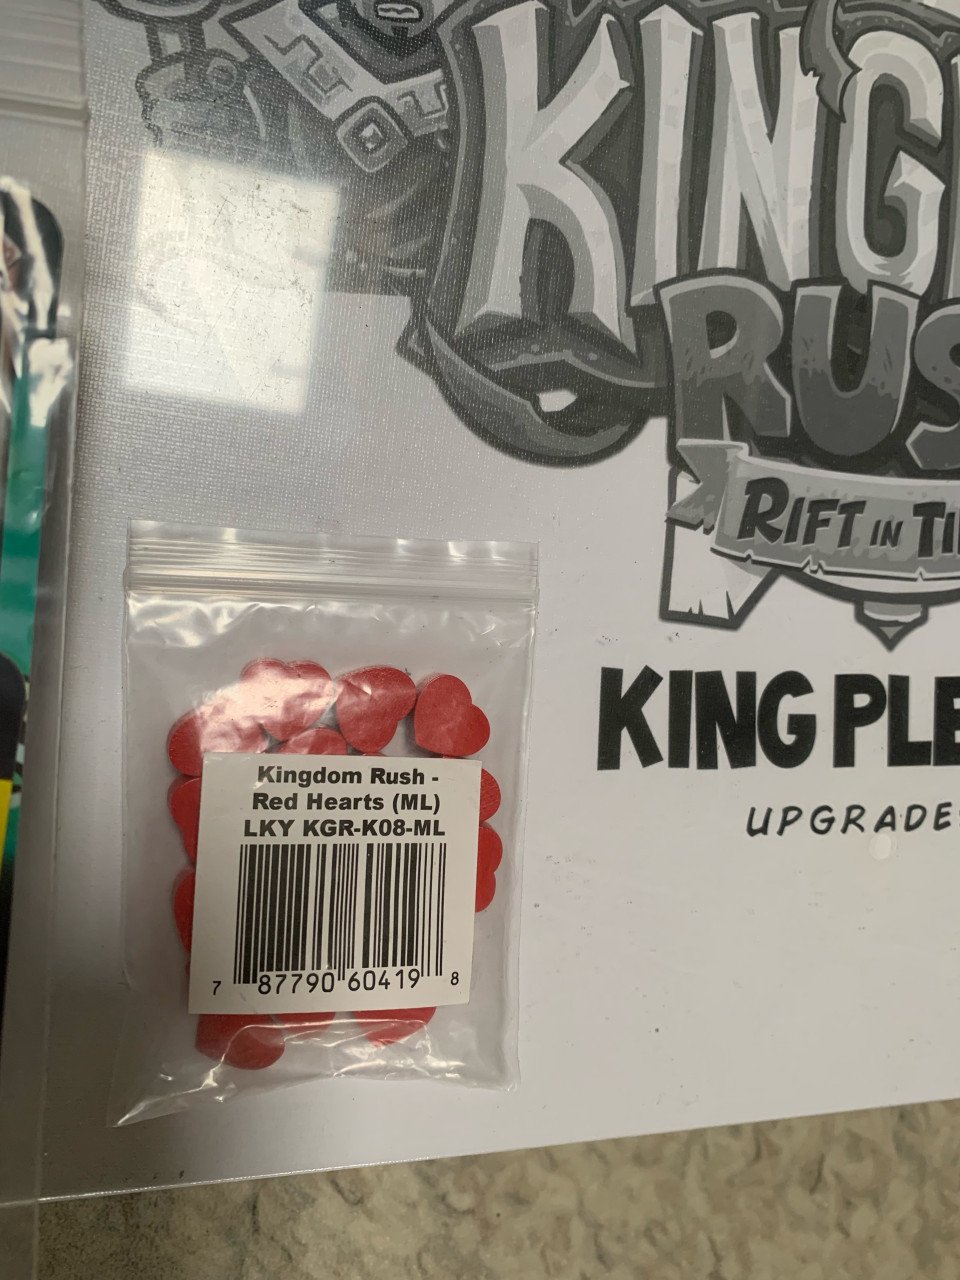 KING
RUS
RIFT IN TI
KING PLE
UPGRADE
Kingdom Rush -
Red Hearts (ML)
LKY KGR-K08-ML
7 87790 60419 8